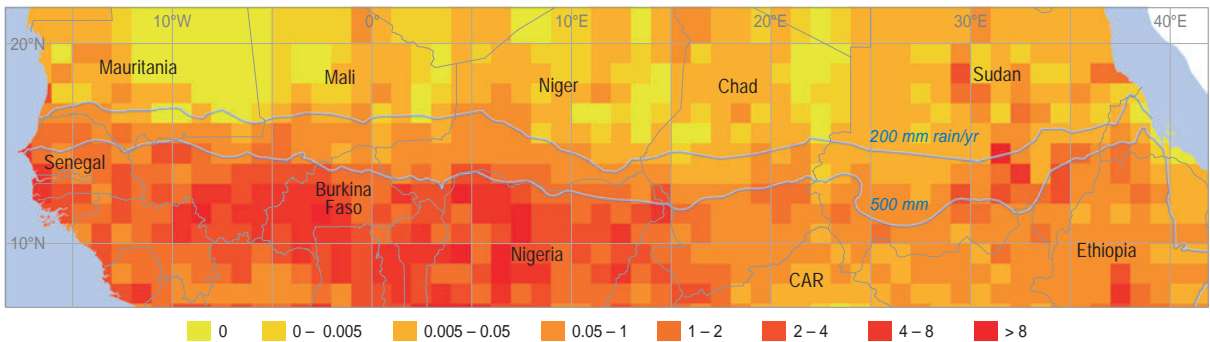 10°W 0° 10°E 20°E 30°E 40°E
20°N
Mauritania Mali Niger Chad Sudan
200 mm rain/yr
Senegal
Burkina
Faso
500 mm
10°N
Nigeria CAR Ethiopia
0 0 – 0.005 0.005 – 0.05 0.05 – 1 1 – 2 2 – 4 4 – 8 > 8